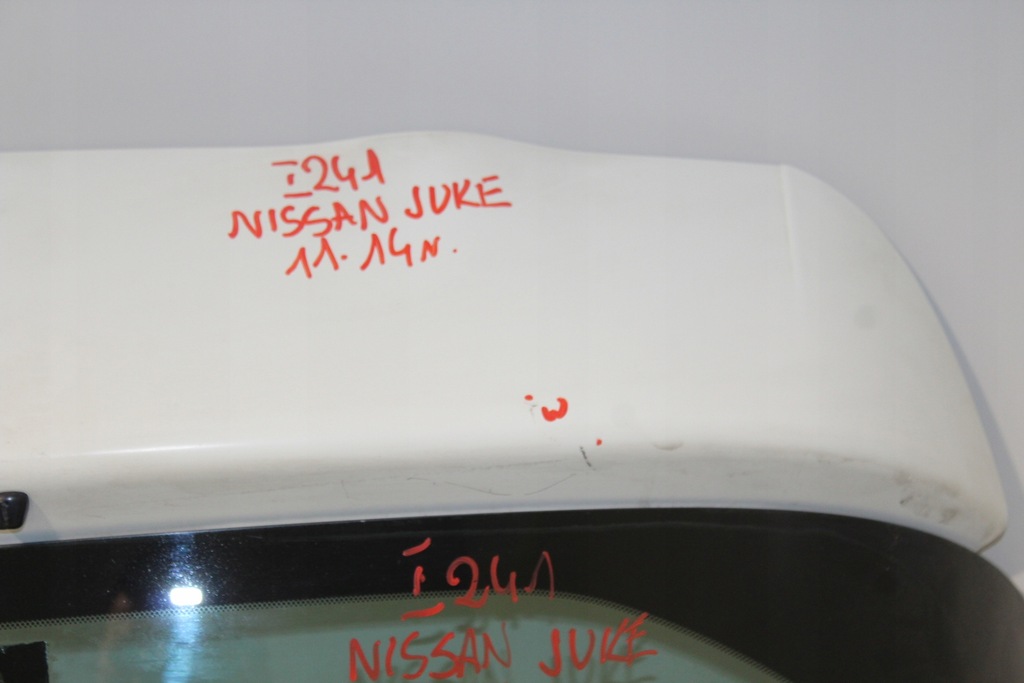 I241
NISSAN JUKE
11.14r.
w
I241
NISSAN JUKE